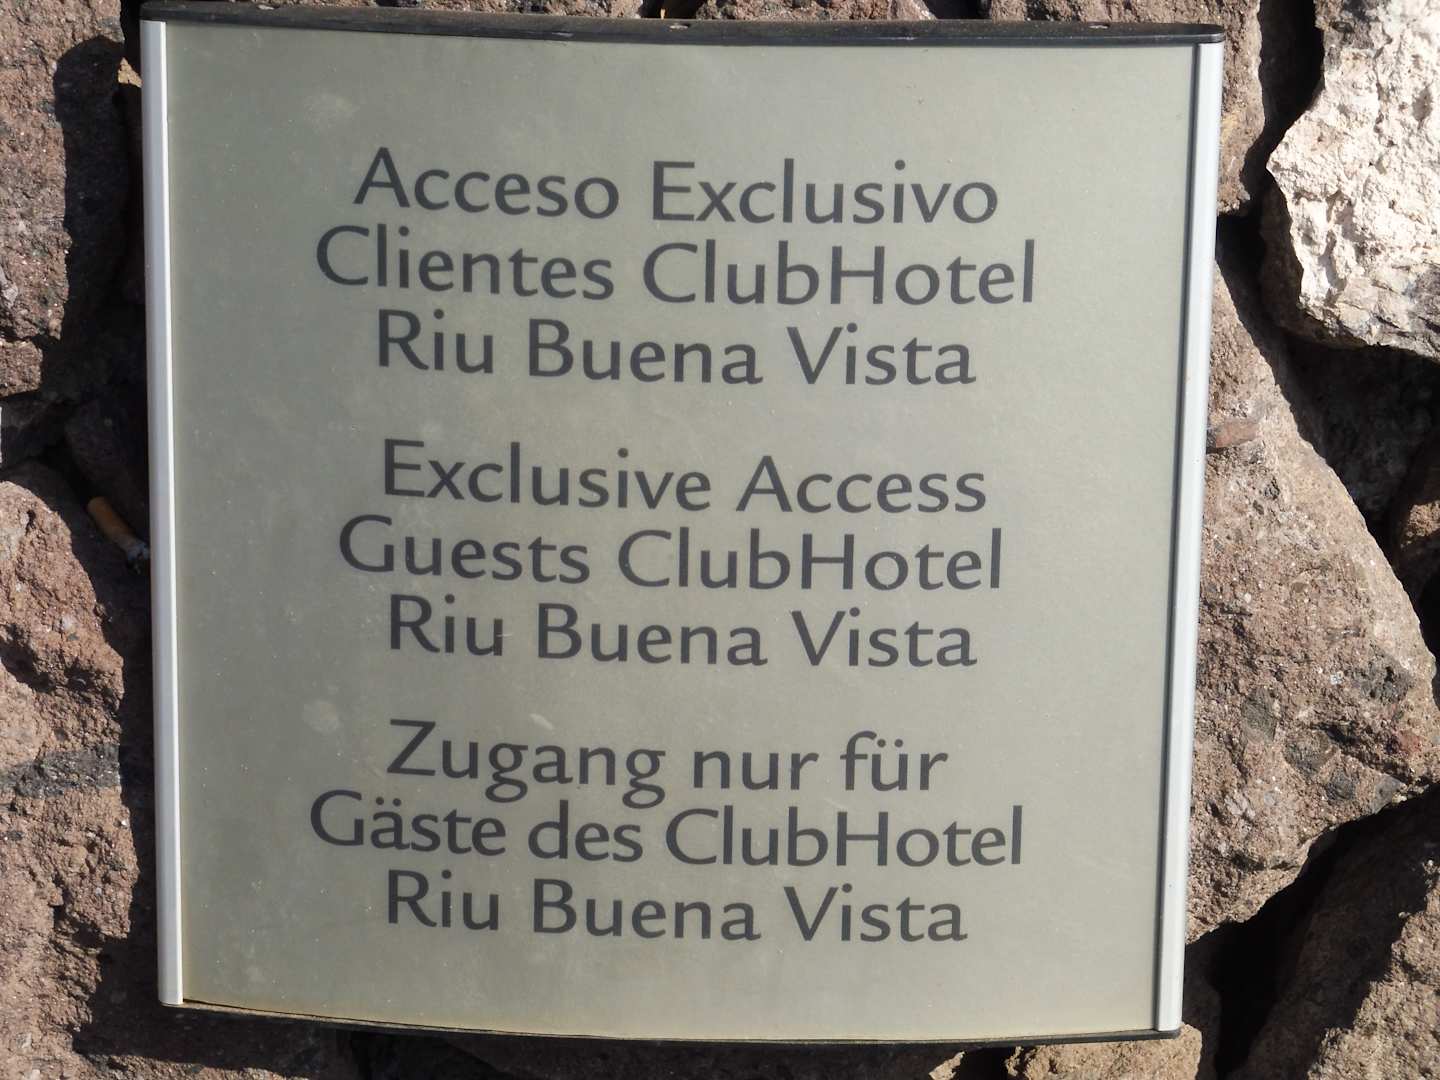 Acceso Exclusivo
Clientes ClubHotel
Riu Buena Vista
Exclusive Access
Guests ClubHotel
Riu Buena Vista
Zugang nur für
Gäste des ClubHotel
Riu Buena Vista